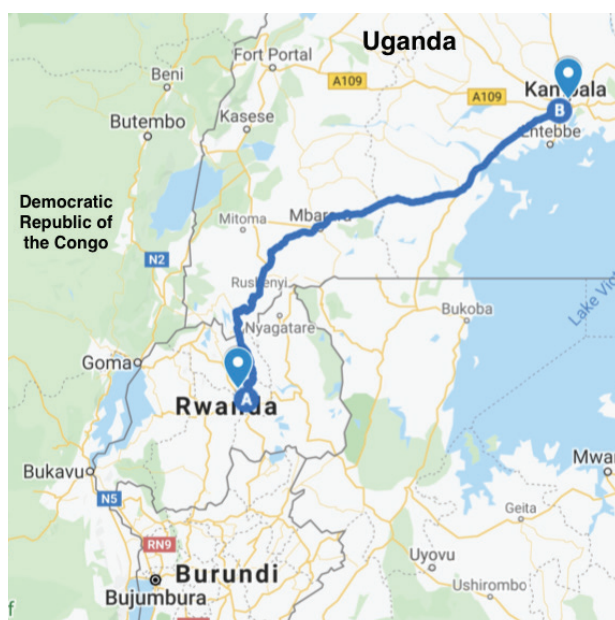 Uganda
Fort Portal
A109
Beni
A109
Kampala
B
Kasese
Butembo
Entebbe
Democratic
Republic of
the Congo
Mitoma
Mbarara
N2
Rushenyi
Lake Vic
Nyagatare
Bukoba
Goma
Rwanda
A
Bukavu
Mwan
N5
Geita
RN9
Uyovu
Burundi
Ushirombo
Bujumbura
f